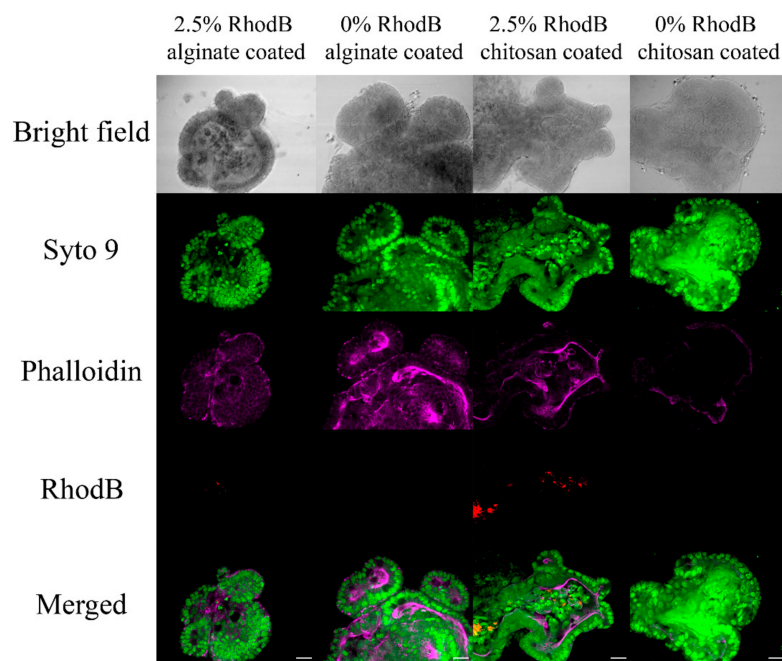 2.5% RhodB
alginate coated
0% RhodB
alginate coated
2.5% RhodB
chitosan coated
0% RhodB
chitosan coated
Bright field
Syto 9
Phalloidin
RhodB
Merged